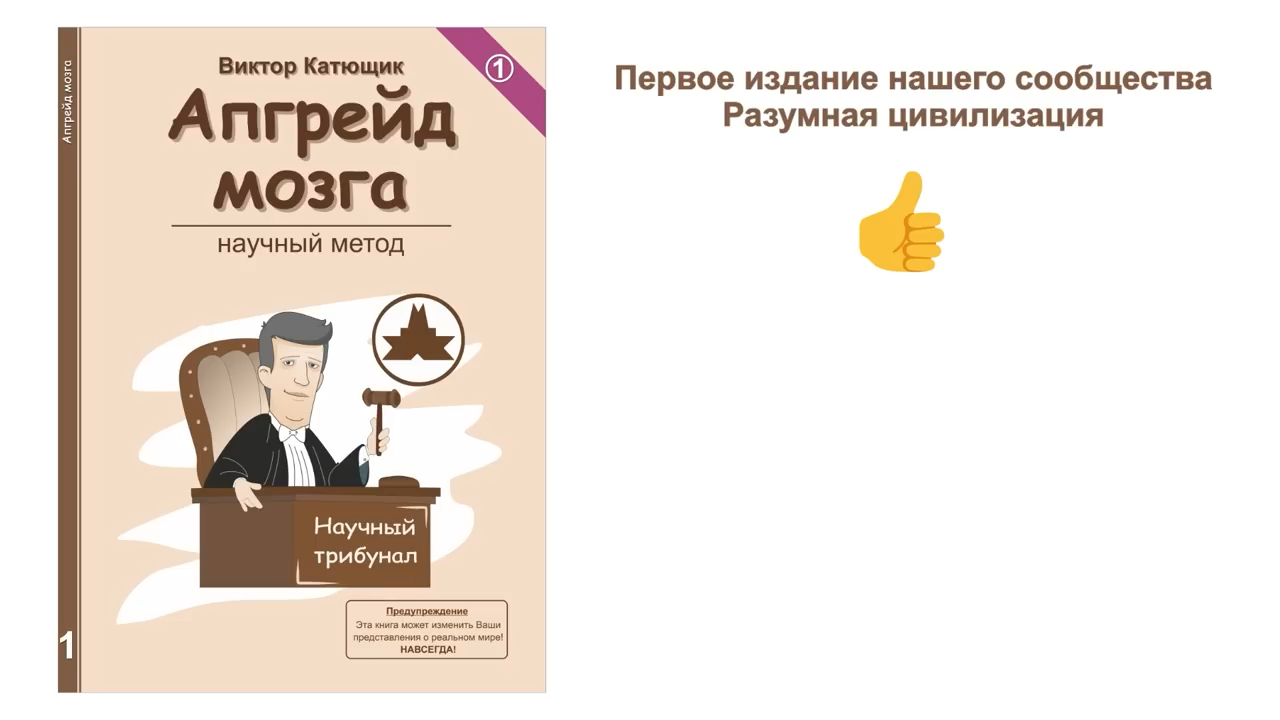 Апгрейд мозга
1
Виктор Катющик
1
Апгрейд
мозга
научный метод
Научный
трибунал
Предупреждение
Эта книга может изменить Ваши
представления о реальном мире!
НАВСЕГДА!
Первое издание нашего сообщества
Разумная цивилизация